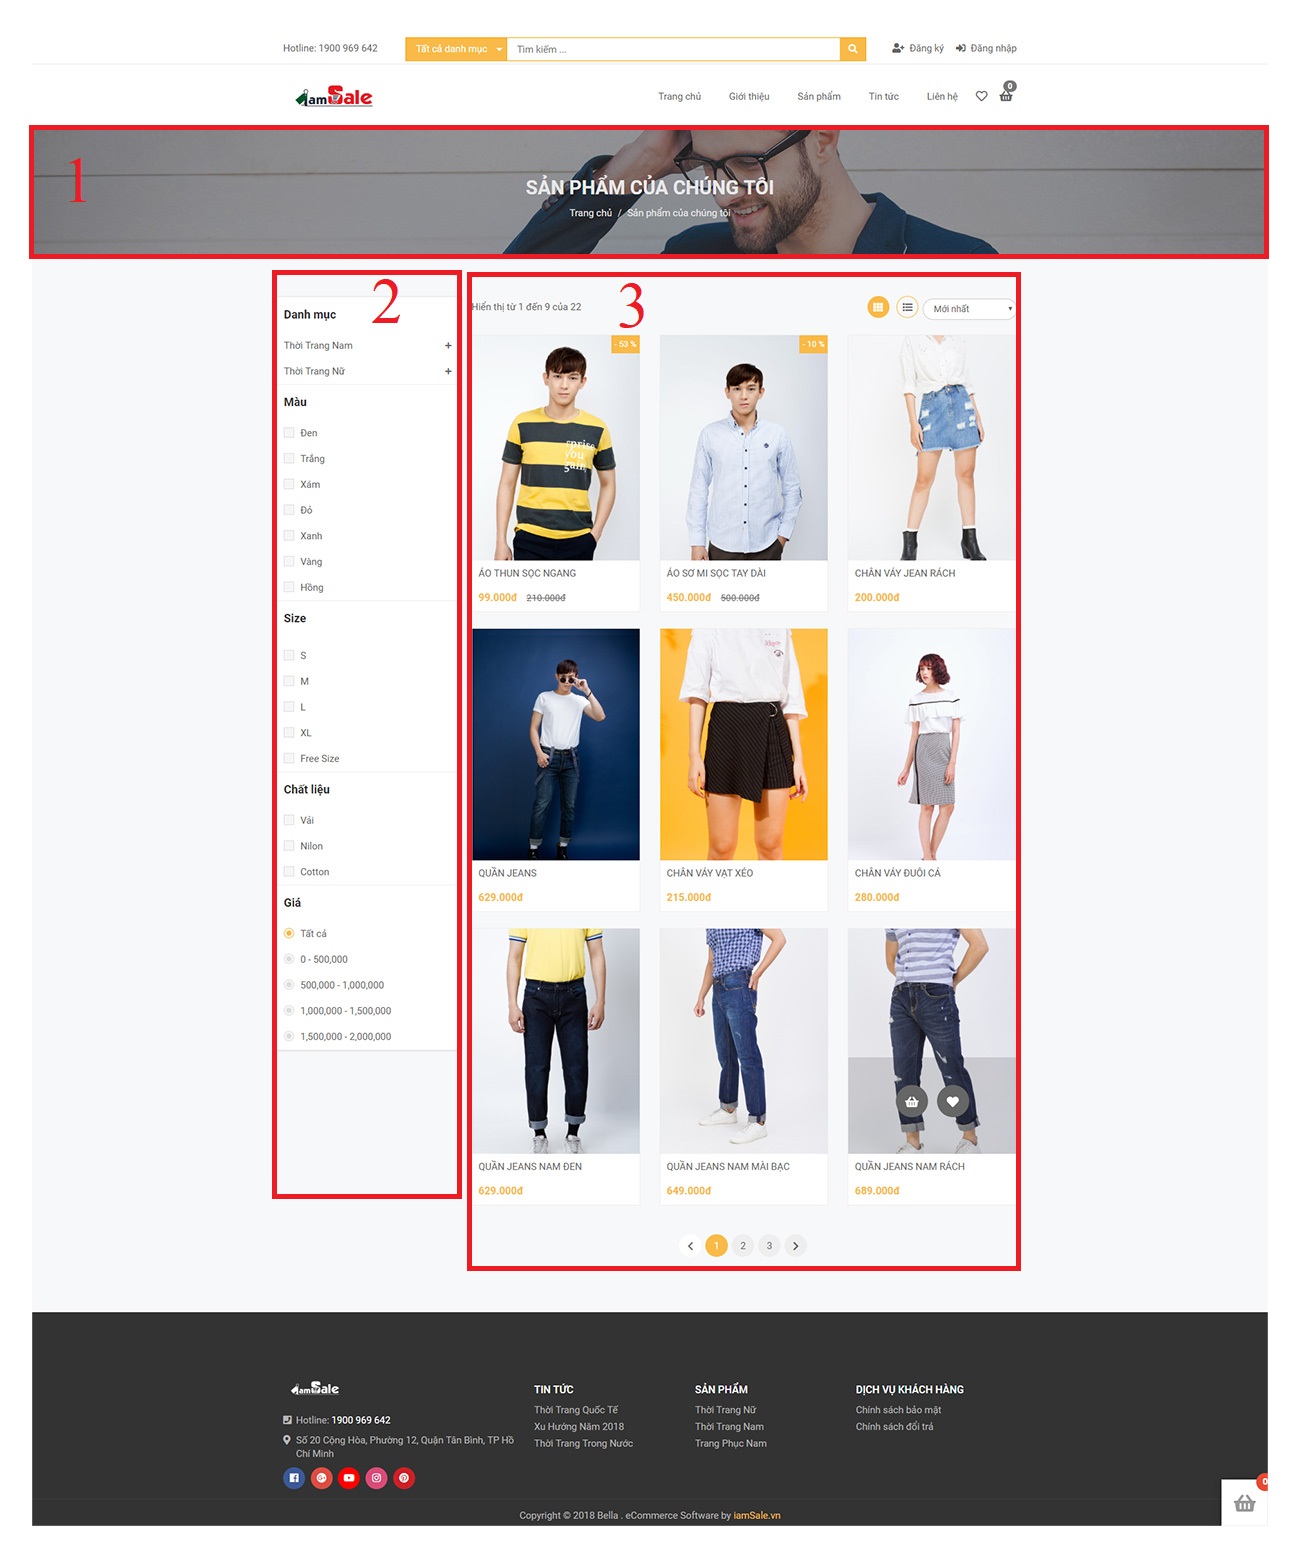 Hotline: 1900 969 642
Tất cả danh mục
Tìm kiếm ...
Đăng ký
Đăng nhập
iamSale
Trang chủ
Giới thiệu
Sản phẩm
Tin tức
Liên hệ
0
1
SẢN PHẨM CỦA CHÚNG TÔI
Trang chủ / Sản phẩm của chúng tôi
2
Danh mục
Thời Trang Nam +
Thời Trang Nữ +
Màu
Đen
Trắng
Xám
Đỏ
Xanh
Vàng
Hồng
Size
S
M
L
XL
Free Size
Chất liệu
Vải
Nilon
Cotton
Giá
Tất cả
0 - 500,000
500,000 - 1,000,000
1,000,000 - 1,500,000
1,500,000 - 2,000,000
3
Hiển thị từ 1 đến 9 của 22
Mới nhất
- 53 %
- 10 %
ÁO THUN SỌC NGANG
99.000đ 210.000đ
ÁO SƠ MI SỌC TAY DÀI
450.000đ 500.000đ
CHÂN VÁY JEAN RÁCH
200.000đ
QUẦN JEANS
629.000đ
CHÂN VÁY VẠT XÉO
215.000đ
CHÂN VÁY ĐUÔI CÁ
280.000đ
QUẦN JEANS NAM ĐEN
629.000đ
QUẦN JEANS NAM MÀI BẠC
649.000đ
QUẦN JEANS NAM RÁCH
689.000đ
1 2 3
iamSale
Hotline: 1900 969 642
Số 20 Cộng Hòa, Phường 12, Quận Tân Bình, TP Hồ
Chí Minh
TIN TỨC
Thời Trang Quốc Tế
Xu Hướng Năm 2018
Thời Trang Trong Nước
SẢN PHẨM
Thời Trang Nữ
Thời Trang Nam
Trang Phục Nam
DỊCH VỤ KHÁCH HÀNG
Chính sách bảo mật
Chính sách đổi trả
0
Copyright © 2018 Bella . eCommerce Software by iamSale.vn